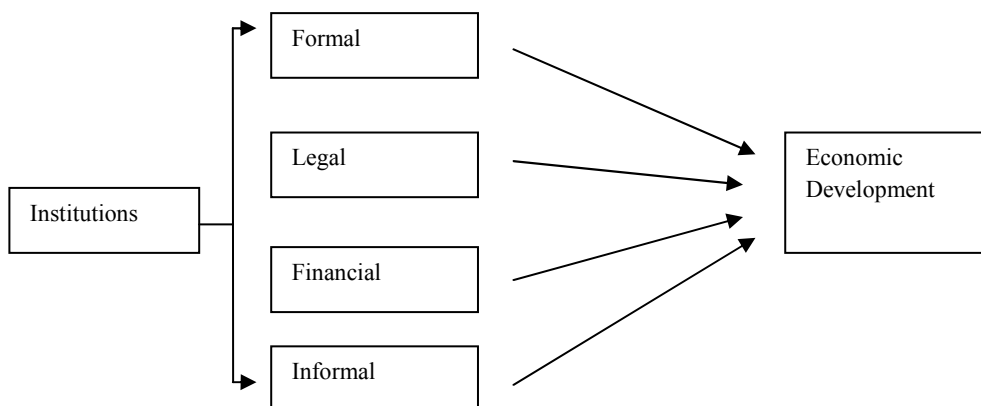 Formal
Legal
Institutions
Financial
Informal
Economic
Development